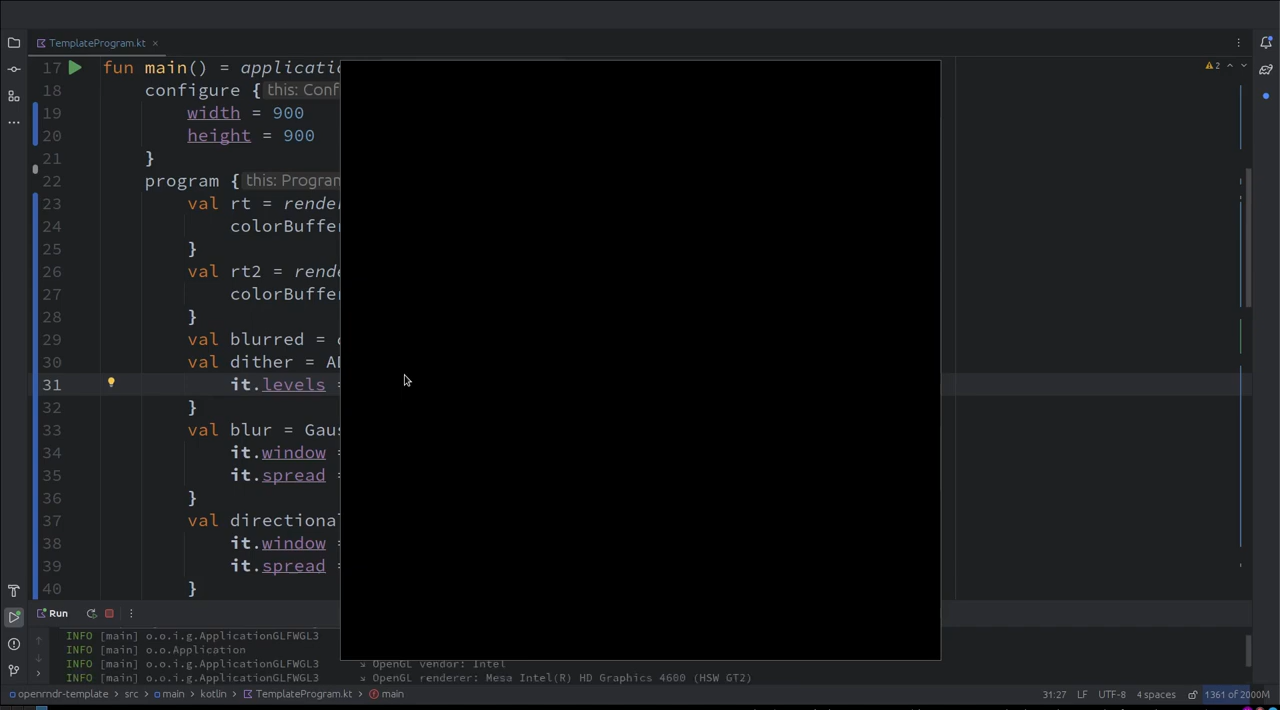 TemplateProgram.kt
2
17 fun main() = applicatio
18 configure { this: Conf
19 width = 900
20 height = 900
21 }
22 program { this: Program
23 val rt = render
24 colorBuffer
25 }
26 val rt2 = rende
27 colorBuffe
28 }
29 val blurred =
30 val dither = AD
31 it.levels =
32 }
33 val blur = Gaus
34 it.window =
35 it.spread =
36 }
37 val directional
38 it.window =
39 it.spread =
40 }
Run
INFO [main] o.o.i.g.ApplicationGLFWGL3
INFO [main] o.o.Application
INFO [main] o.o.i.g.ApplicationGLFWGL3 ↘ OpenGL vendor: Intel
INFO [main] o.o.i.g.ApplicationGLFWGL3 ↘ OpenGL renderer: Mesa Intel(R) HD Graphics 4600 (HSW GT2)
openrndr-template > src > main > kotlin > TemplateProgram.kt > main 31:27 LF UTF-8 4 spaces 1361 of 2000M